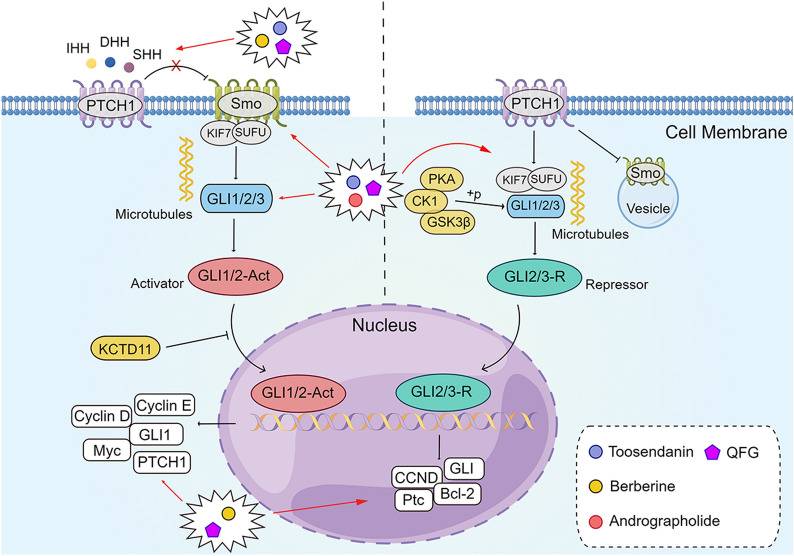 IHH
DHH
SHH
X
PTCH1
Smo
KIF7
SUFU
Microtubules
GLI1/2/3
Activator
GLI1/2-Act
KCTD11
PTCH1
Cell Membrane
KIF7
SUFU
Smo
Vesicle
PKA
CK1
GSK3β
+p
GLI1/2/3
Microtubules
GLI2/3-R
Repressor
Nucleus
GLI1/2-Act
GLI2/3-R
Cyclin D
Cyclin E
GLI1
Myc
PTCH1
CCND
GLI
Ptc
Bcl-2
Toosendanin
QFG
Berberine
Andrographolide